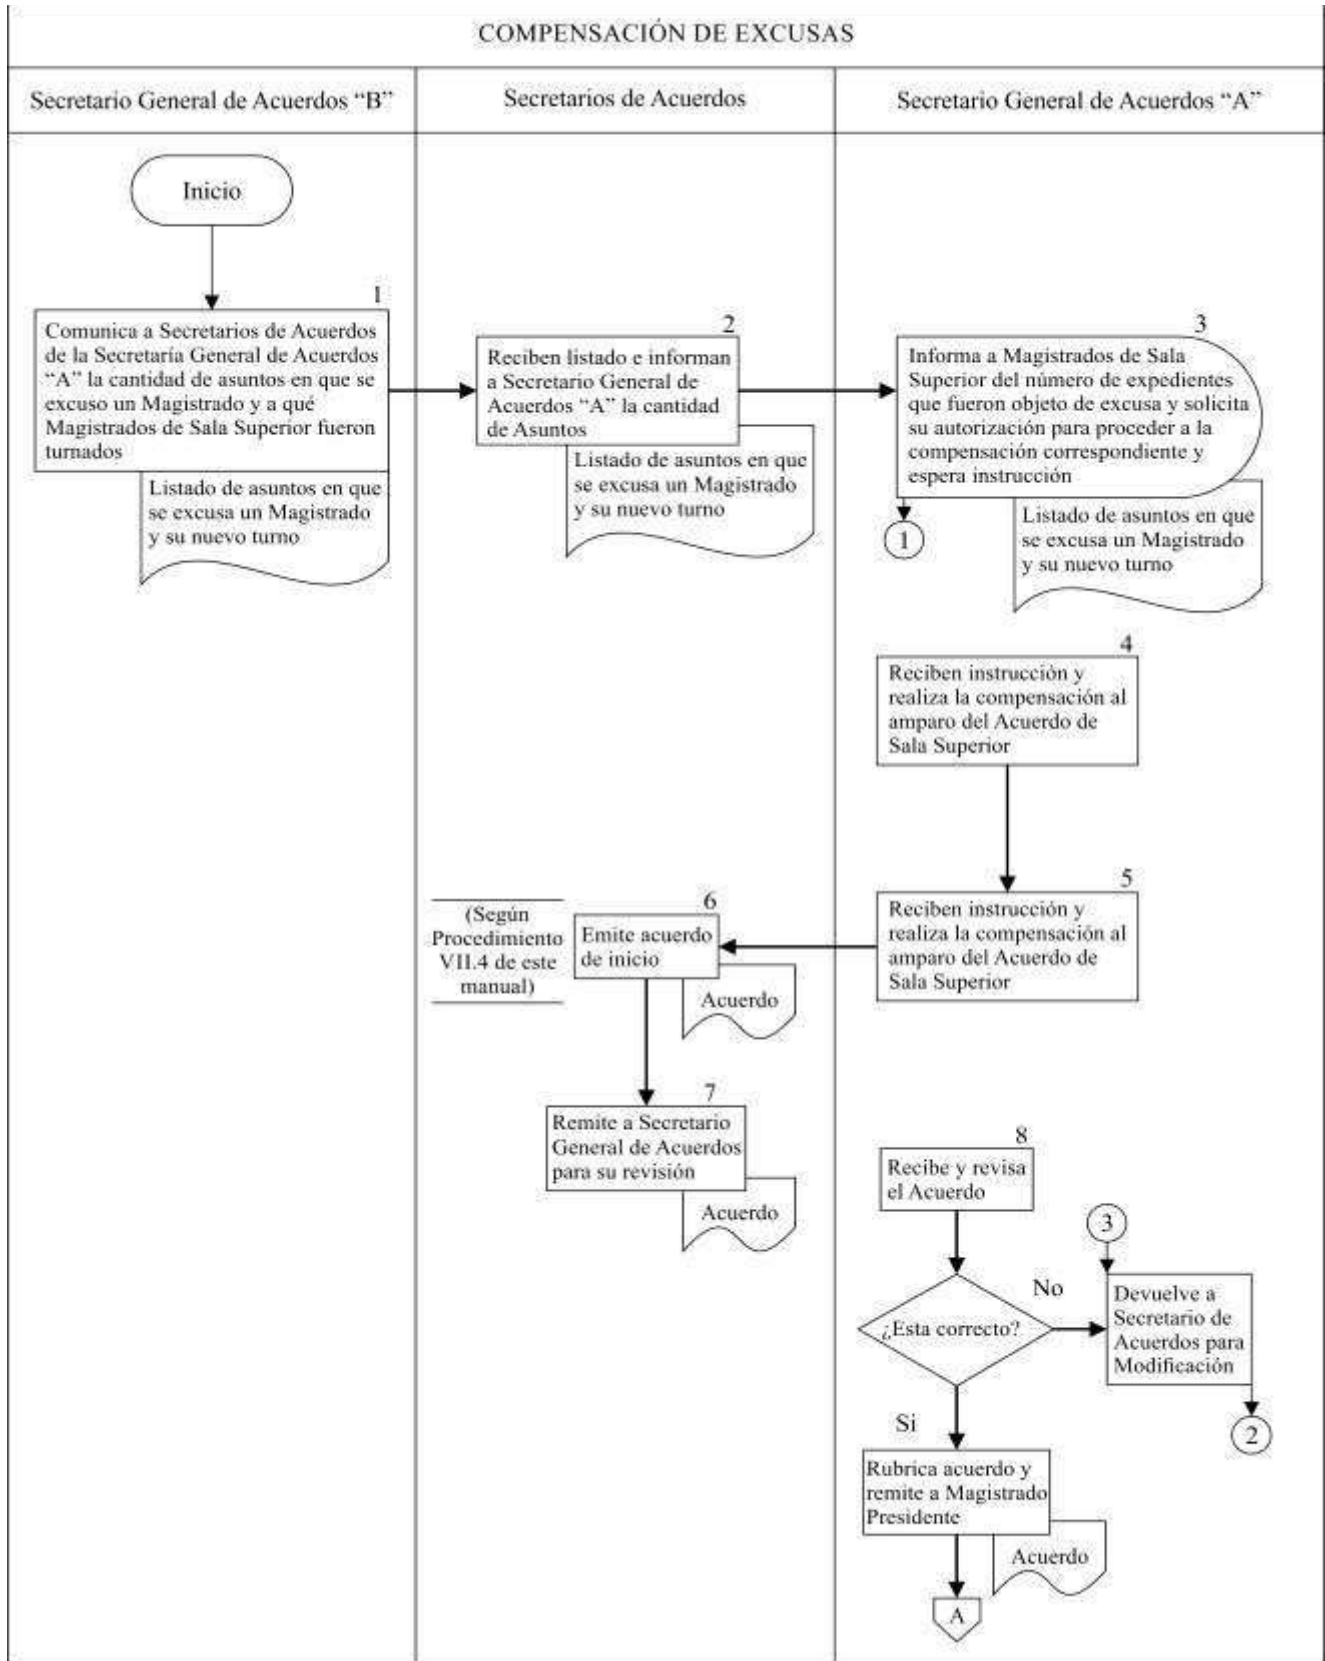 COMPENSACIÓN DE EXCUSAS
Secretario General de Acuerdos “B”
Secretarios de Acuerdos
Secretario General de Acuerdos “A”
Inicio
1
Comunica a Secretarios de Acuerdos
de la Secretaría General de Acuerdos
“A” la cantidad de asuntos en que se
excuso un Magistrado y a qué
Magistrados de Sala Superior fueron
turnados
Listado de asuntos en que
se excusa un Magistrado
y su nuevo turno
2
Reciben listado e informan
a Secretario General de
Acuerdos “A” la cantidad
de Asuntos
Listado de asuntos en que
se excusa un Magistrado
y su nuevo turno
3
Informa a Magistrados de Sala
Superior del número de expedientes
que fueron objeto de excusa y solicita
su autorización para proceder a la
compensación correspondiente y
espera instrucción
1
Listado de asuntos en que
se excusa un Magistrado
y su nuevo turno
4
Reciben instrucción y
realiza la compensación al
amparo del Acuerdo de
Sala Superior
5
Reciben instrucción y
realiza la compensación al
amparo del Acuerdo de
Sala Superior
(Según
Procedimiento
VII.4 de este
manual)
6
Emite acuerdo
de inicio
Acuerdo
7
Remite a Secretario
General de Acuerdos
para su revisión
Acuerdo
8
Recibe y revisa
el Acuerdo
¿Esta correcto?
No
3
Devuelve a
Secretario de
Acuerdos para
Modificación
2
Si
Rubrica acuerdo y
remite a Magistrado
Presidente
Acuerdo
A